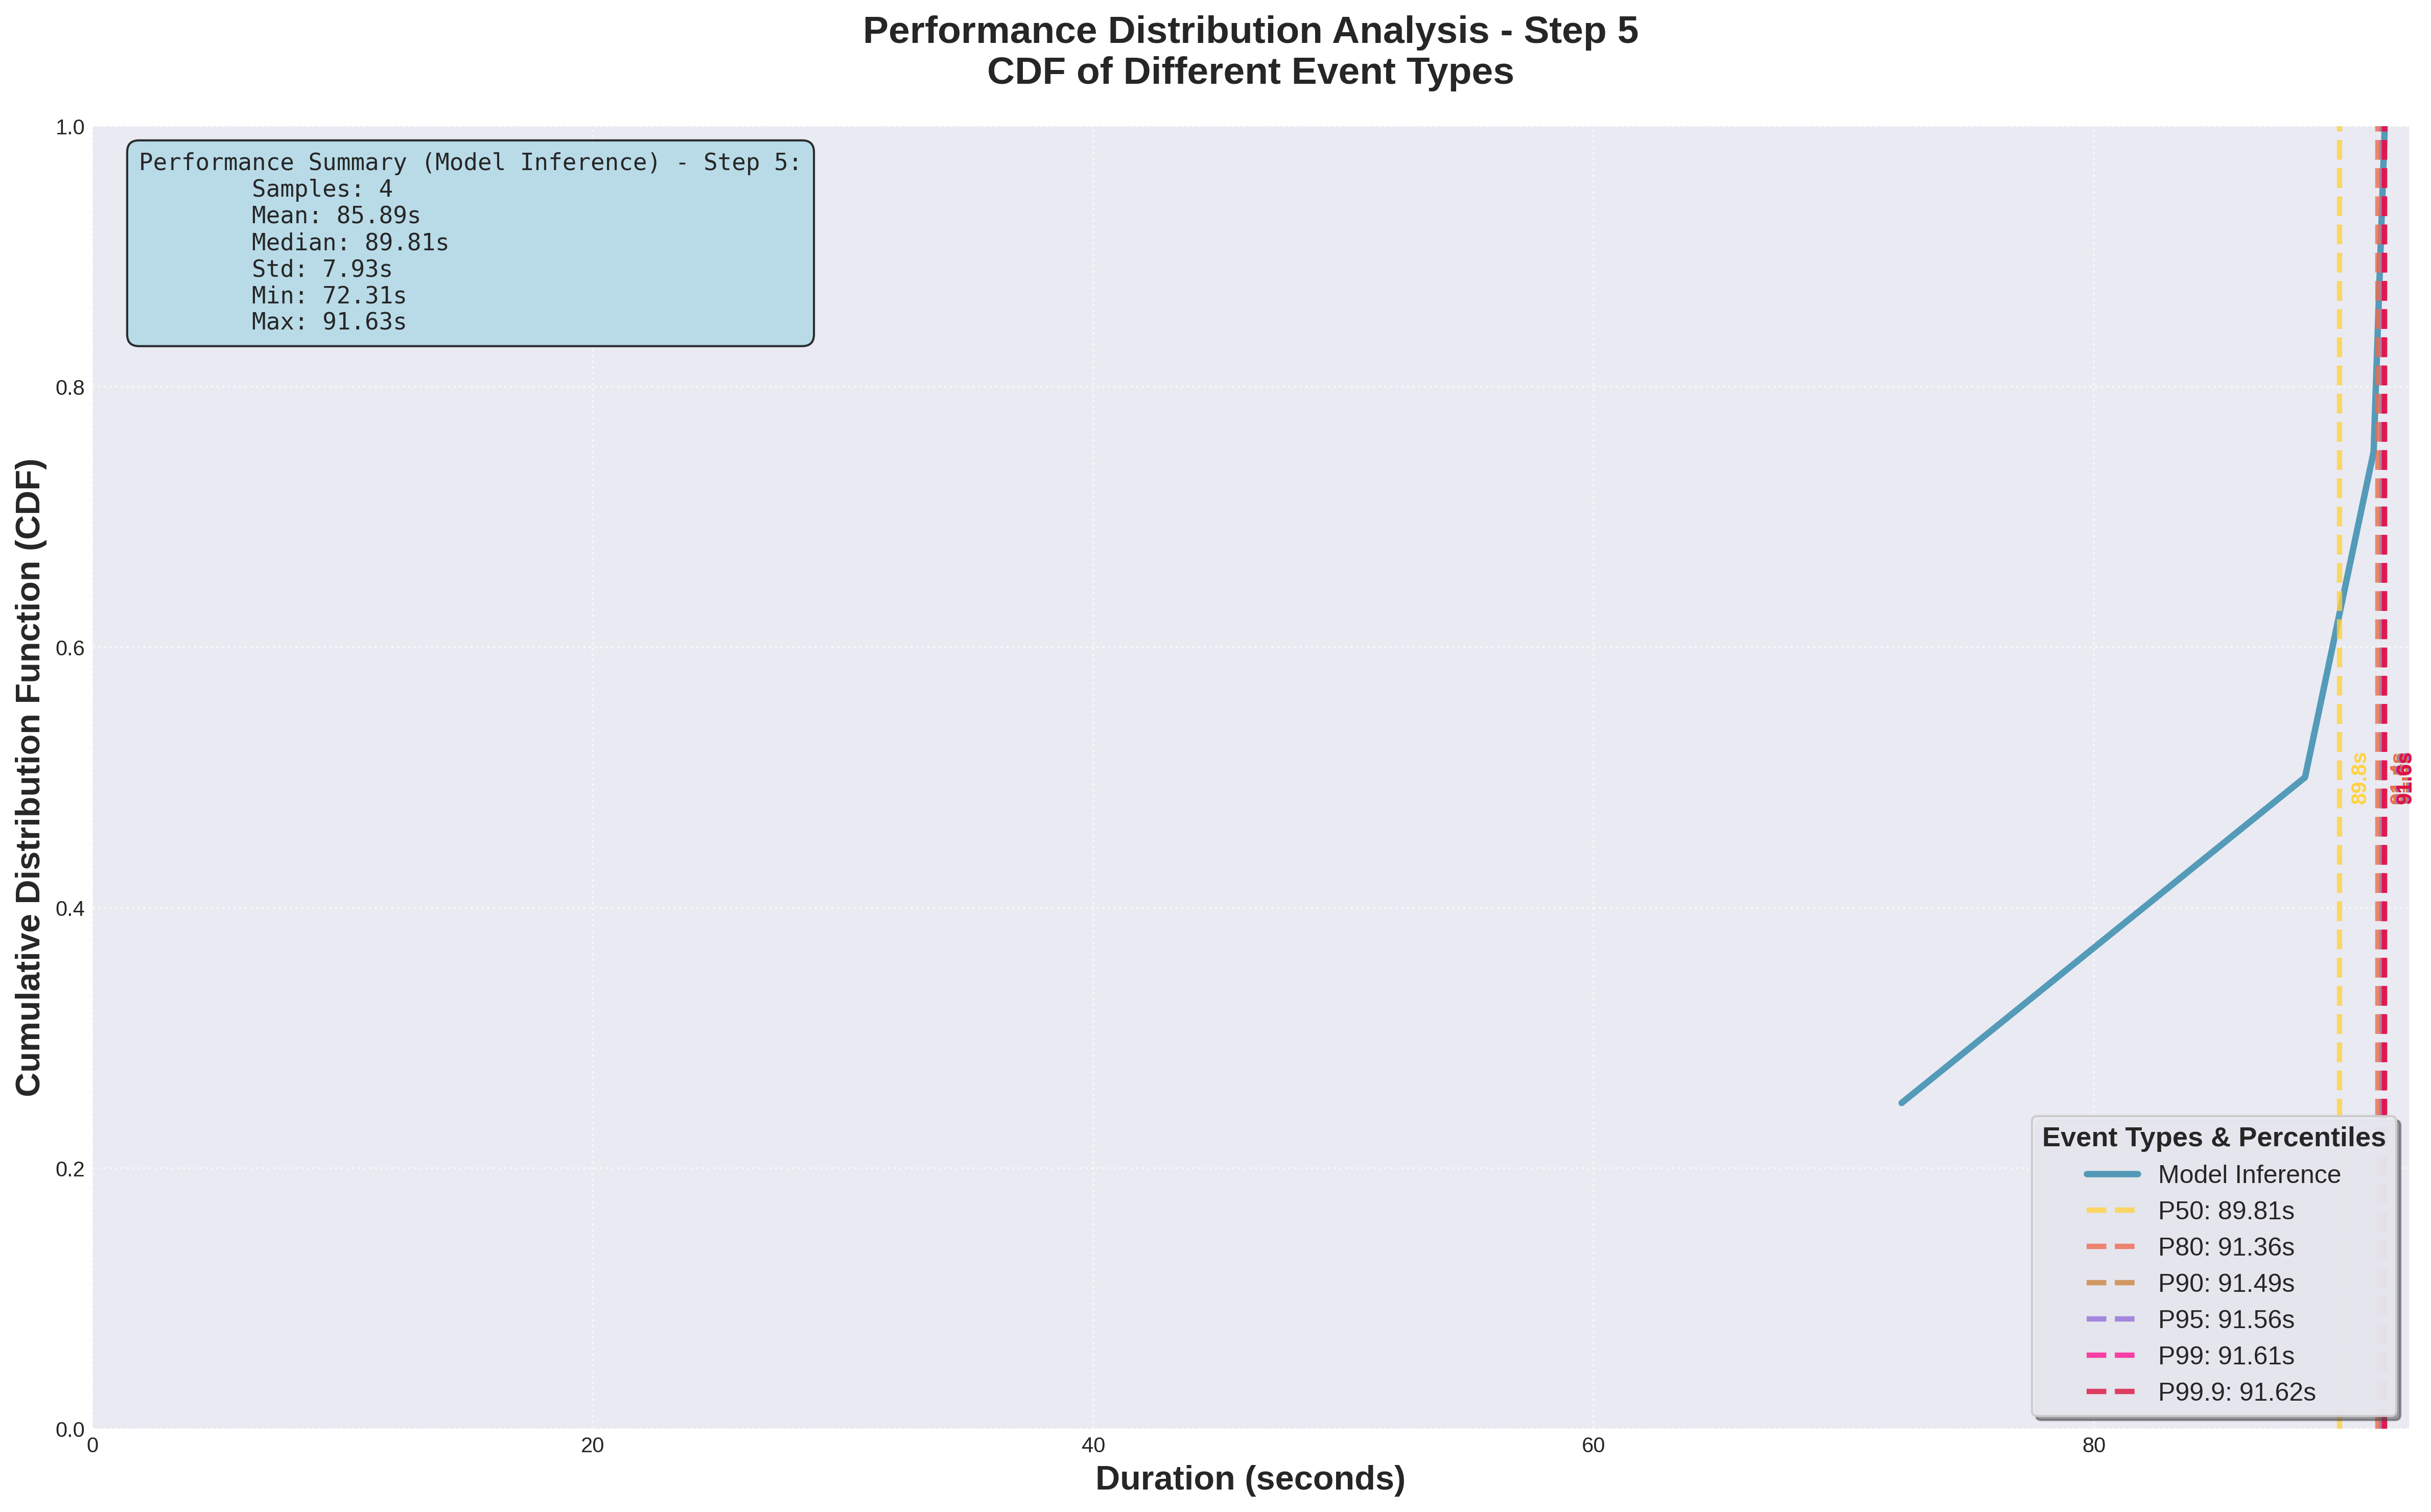 Performance Distribution Analysis - Step 5
CDF of Different Event Types
Performance Summary (Model Inference) - Step 5:
Samples: 4
Mean: 85.89s
Median: 89.81s
Std: 7.93s
Min: 72.31s
Max: 91.63s
Cumulative Distribution Function (CDF)
1.0
0.8
0.6
0.4
0.2
0.0
89.8s
91.6s
Event Types & Percentiles
Model Inference
P50: 89.81s
P80: 91.36s
P90: 91.49s
P95: 91.56s
P99: 91.61s
P99.9: 91.62s
0
20
40
60
80
Duration (seconds)